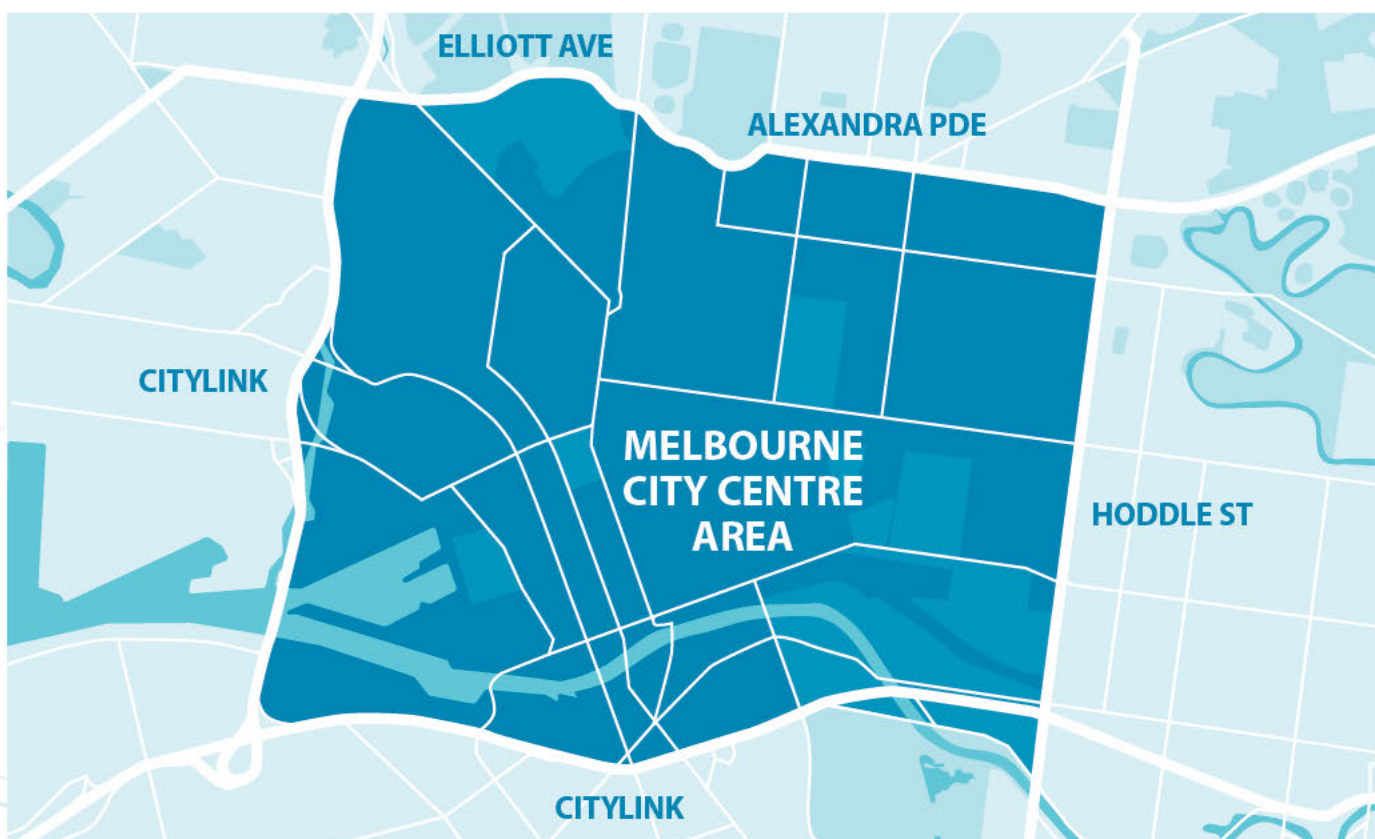 ELLIOTT AVE
ALEXANDRA PDE
CITYLINK
MELBOURNE
CITY CENTRE
AREA
HODDLE ST
CITYLINK